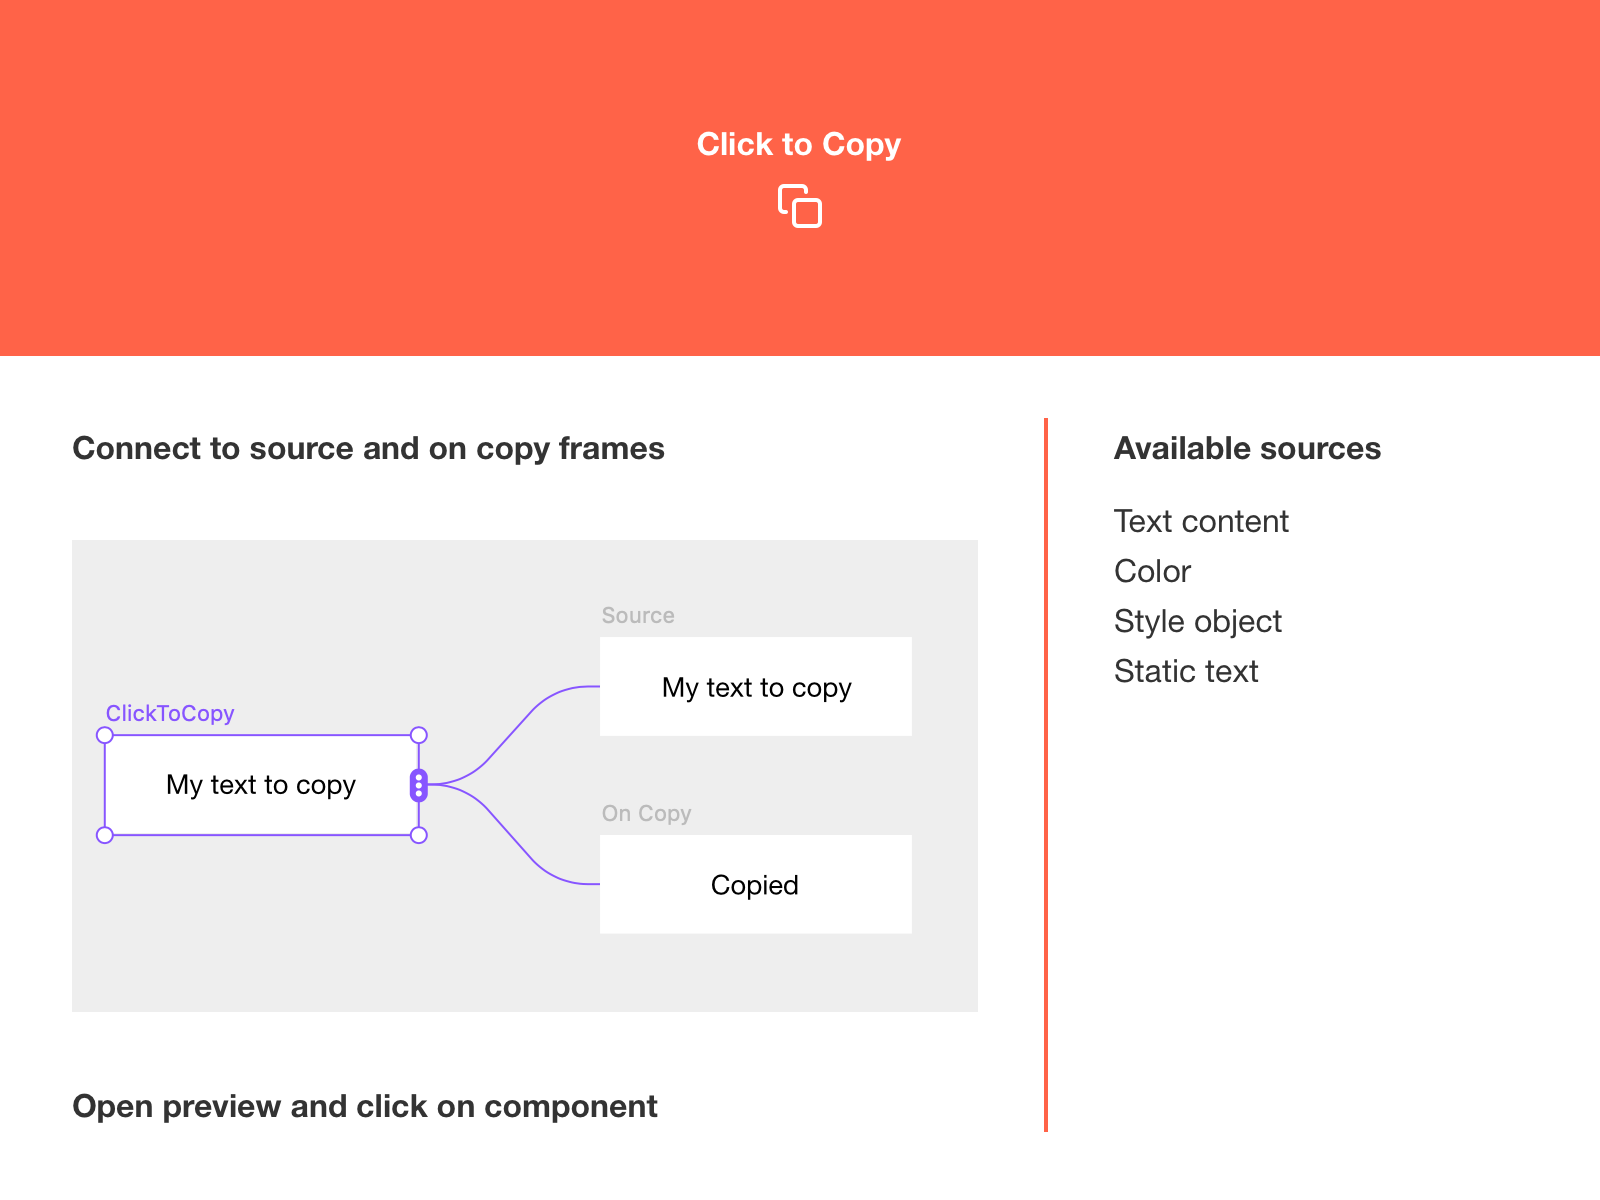 Click to Copy
Connect to source and on copy frames
Source
My text to copy
ClickToCopy
My text to copy
On Copy
Copied
Open preview and click on component
Available sources
Text content
Color
Style object
Static text